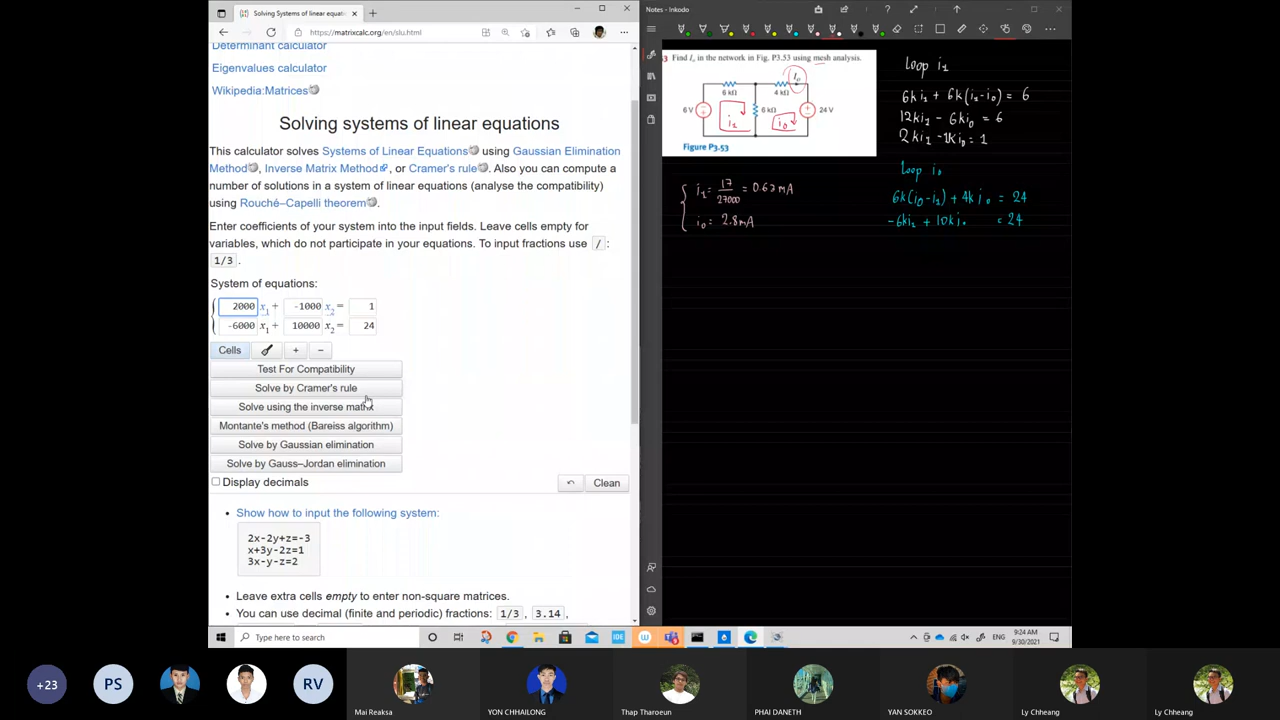 Solving Systems of linear equatio
https://matrixcalc.org/en/slu.html
Determinant calculator
Eigenvalues calculator
Wikipedia:Matrices
Solving systems of linear equations
This calculator solves Systems of Linear Equations using Gaussian Elimination
Method, Inverse Matrix Method, or Cramer's rule. Also you can compute a
number of solutions in a system of linear equations (analyse the compatibility)
using Rouché–Capelli theorem.
Enter coefficients of your system into the input fields. Leave cells empty for
variables, which do not participate in your equations. To input fractions use / :
1/3 .
System of equations:
2000 x1 + -1000 x2 = 1
-6000 x1 + 10000 x2 = 24
Cells + −
Test For Compatibility
Solve by Cramer's rule
Solve using the inverse matrix
Montante's method (Bareiss algorithm)
Solve by Gaussian elimination
Solve by Gauss–Jordan elimination
Display decimals
Clean
Show how to input the following system:
2x-2y+z=-3
x+3y-2z=1
3x-y-z=2
Leave extra cells empty to enter non-square matrices.
You can use decimal (finite and periodic) fractions: 1/3 , 3.14 ,
Type here to search
ENG
9:24 AM
9/30/2021
Notes - Inkodo
3 Find Io in the network in Fig. P3.53 using mesh analysis.
Io
6 kΩ
4 kΩ
6 V
6 kΩ
24 V
i1
i0
Figure P3.53
i1 = 17/27000 = 0.62mA
i0 = 2.8mA
loop i1
6ki1 + 6k(i1-i0) = 6
12ki1 - 6ki0 = 6
2ki1 - 1ki0 = 1
loop i0
6k(i0-i1) + 4ki0 = 24
-6ki1 + 10ki0 = 24
+23
PS
RV
Mai Reaksa
YON CHHAILONG
Thap Tharoeun
PHAI DANETH
YAN SOKKEO
Ly Chheang
Ly Chheang